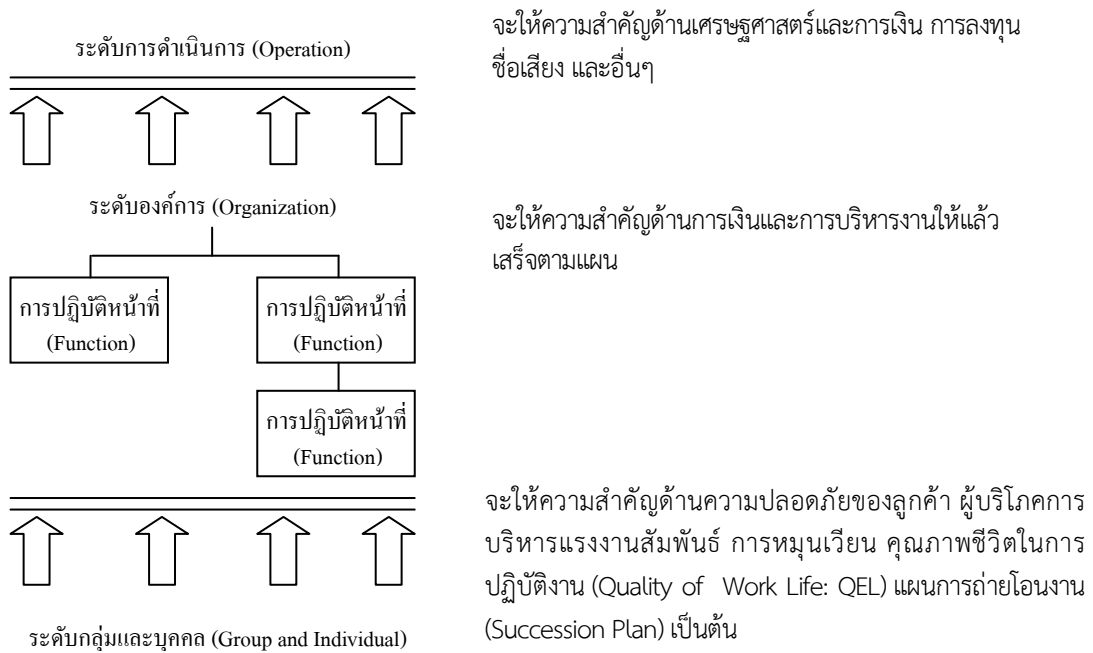 ระดับการดำเนินการ (Operation)
จะให้ความสำคัญด้านเศรษฐศาสตร์และการเงิน การลงทุน
ชื่อเสียง และอื่นๆ
ระดับองค์การ (Organization)
จะให้ความสำคัญด้านการเงินและการบริหารงานให้แล้ว
เสร็จตามแผน
การปฏิบัติหน้าที่
(Function)
การปฏิบัติหน้าที่
(Function)
การปฏิบัติหน้าที่
(Function)
จะให้ความสำคัญด้านความปลอดภัยของลูกค้า ผู้บริโภคการ
บริหารแรงงานสัมพันธ์ การหมุนเวียน คุณภาพชีวิตในการ
ปฏิบัติงาน (Quality of Work Life: QEL) แผนการถ่ายโอนงาน
(Succession Plan) เป็นต้น
ระดับกลุ่มและบุคคล (Group and Individual)